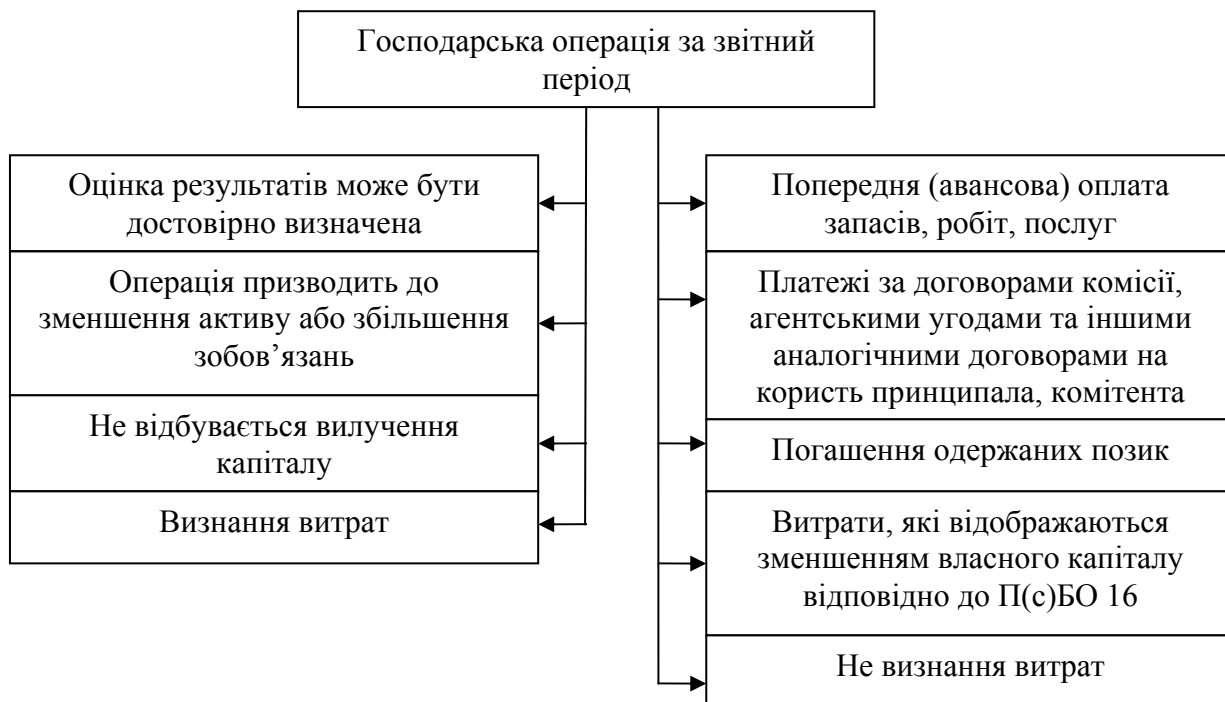 Господарська операція за звітний
період
Оцінка результатів може бути
достовірно визначена
Операція призводить до
зменшення активу або збільшення
зобов’язань
Не відбувається вилучення
капіталу
Визнання витрат
Попередня (авансова) оплата
запасів, робіт, послуг
Платежі за договорами комісії,
агентськими угодами та іншими
аналогічними договорами на
користь принципала, комітента
Погашення одержаних позик
Витрати, які відображаються
зменшенням власного капіталу
відповідно до П(с)БО 16
Не визнання витрат